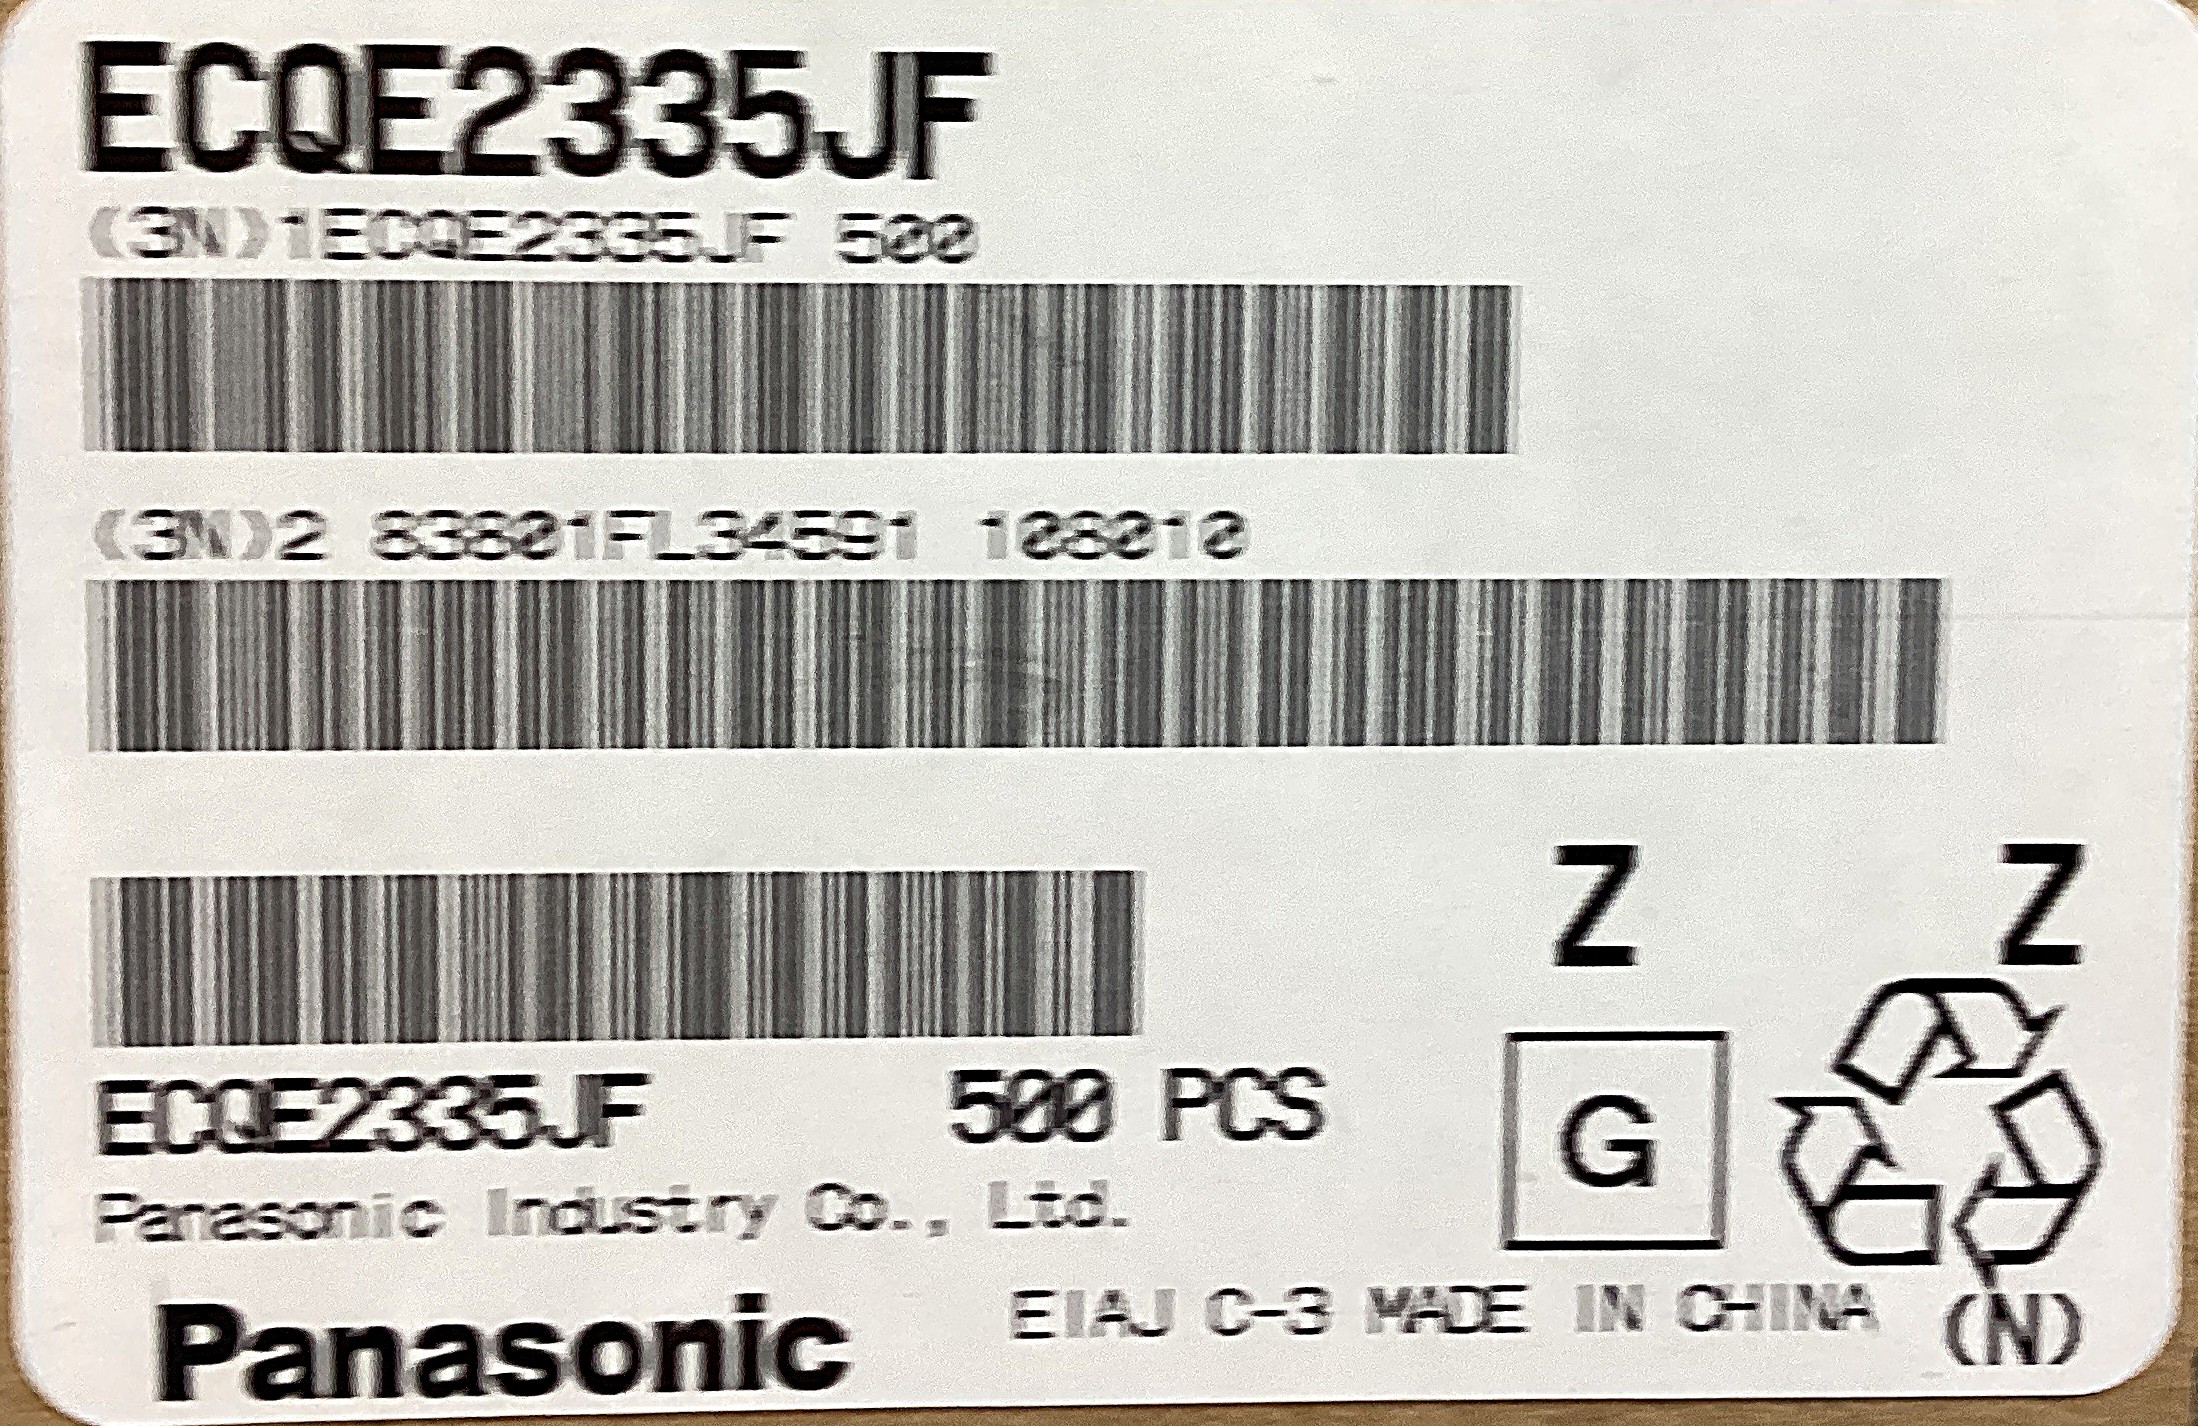 ECQE2335JF
(3N)1ECQE2335JF 500
(3N)2 83801FL34591 108010
Z Z
ECQE2335JF 500 PCS
G
Panasonic Industry Co., Ltd.
Panasonic
EIAJ C-3 MADE IN CHINA
(N)